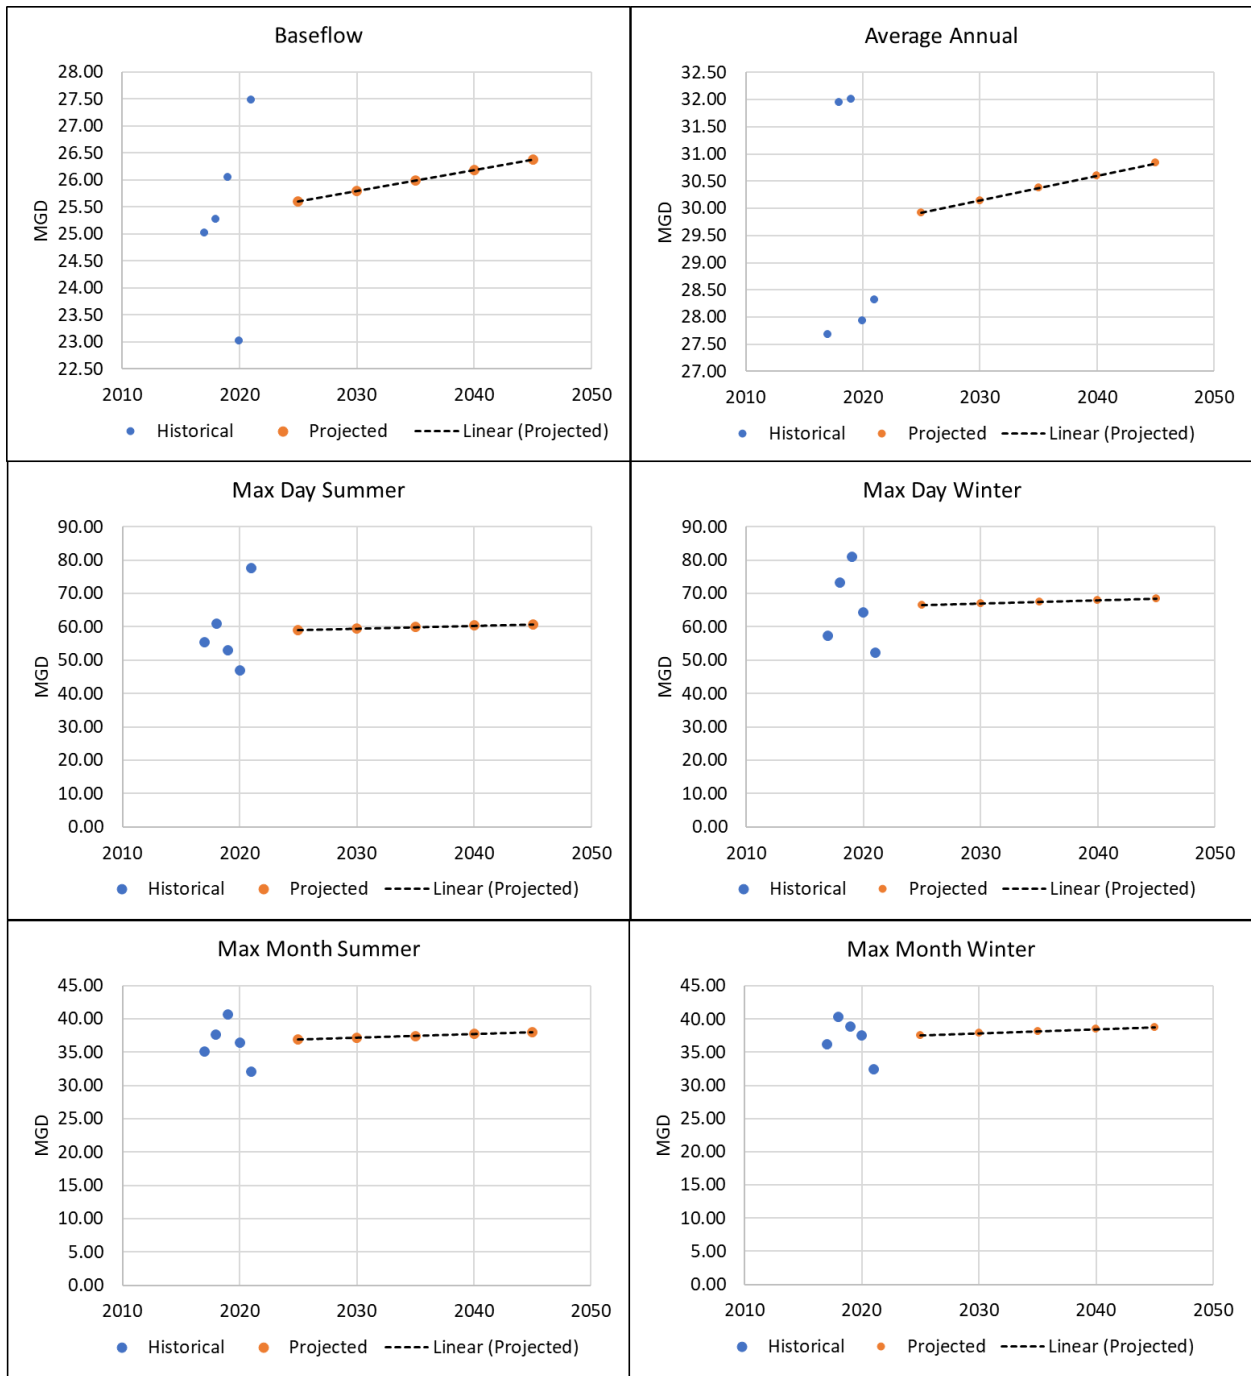 Baseflow
MGD
28.00
27.50
27.00
26.50
26.00
25.50
25.00
24.50
24.00
23.50
23.00
22.50
2010 2020 2030 2040 2050
Historical Projected Linear (Projected)
Average Annual
MGD
32.50
32.00
31.50
31.00
30.50
30.00
29.50
29.00
28.50
28.00
27.50
27.00
2010 2020 2030 2040 2050
Historical Projected Linear (Projected)
Max Day Summer
MGD
90.00
80.00
70.00
60.00
50.00
40.00
30.00
20.00
10.00
0.00
2010 2020 2030 2040 2050
Historical Projected Linear (Projected)
Max Day Winter
MGD
90.00
80.00
70.00
60.00
50.00
40.00
30.00
20.00
10.00
0.00
2010 2020 2030 2040 2050
Historical Projected Linear (Projected)
Max Month Summer
MGD
45.00
40.00
35.00
30.00
25.00
20.00
15.00
10.00
5.00
0.00
2010 2020 2030 2040 2050
Historical Projected Linear (Projected)
Max Month Winter
MGD
45.00
40.00
35.00
30.00
25.00
20.00
15.00
10.00
5.00
0.00
2010 2020 2030 2040 2050
Historical Projected Linear (Projected)